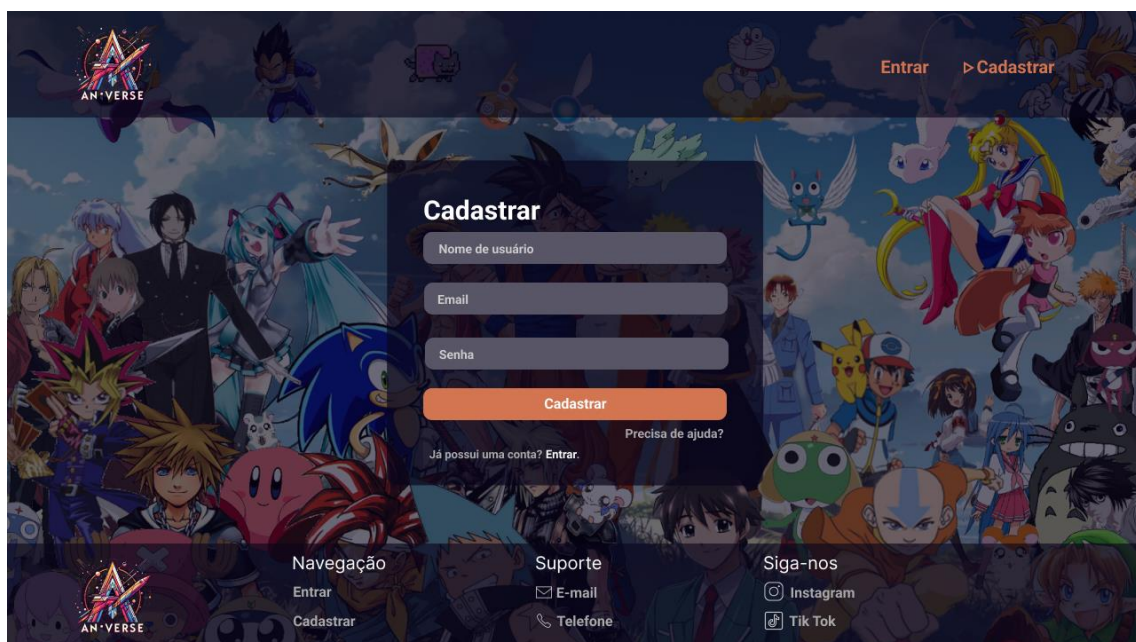 AN·VERSE
Entrar
Cadastrar
Cadastrar
Nome de usuário
Email
Senha
Cadastrar
Precisa de ajuda?
Já possui uma conta? Entrar.
Navegação
Entrar
Cadastrar
Suporte
E-mail
Telefone
Siga-nos
Instagram
Tik Tok
AN·VERSE